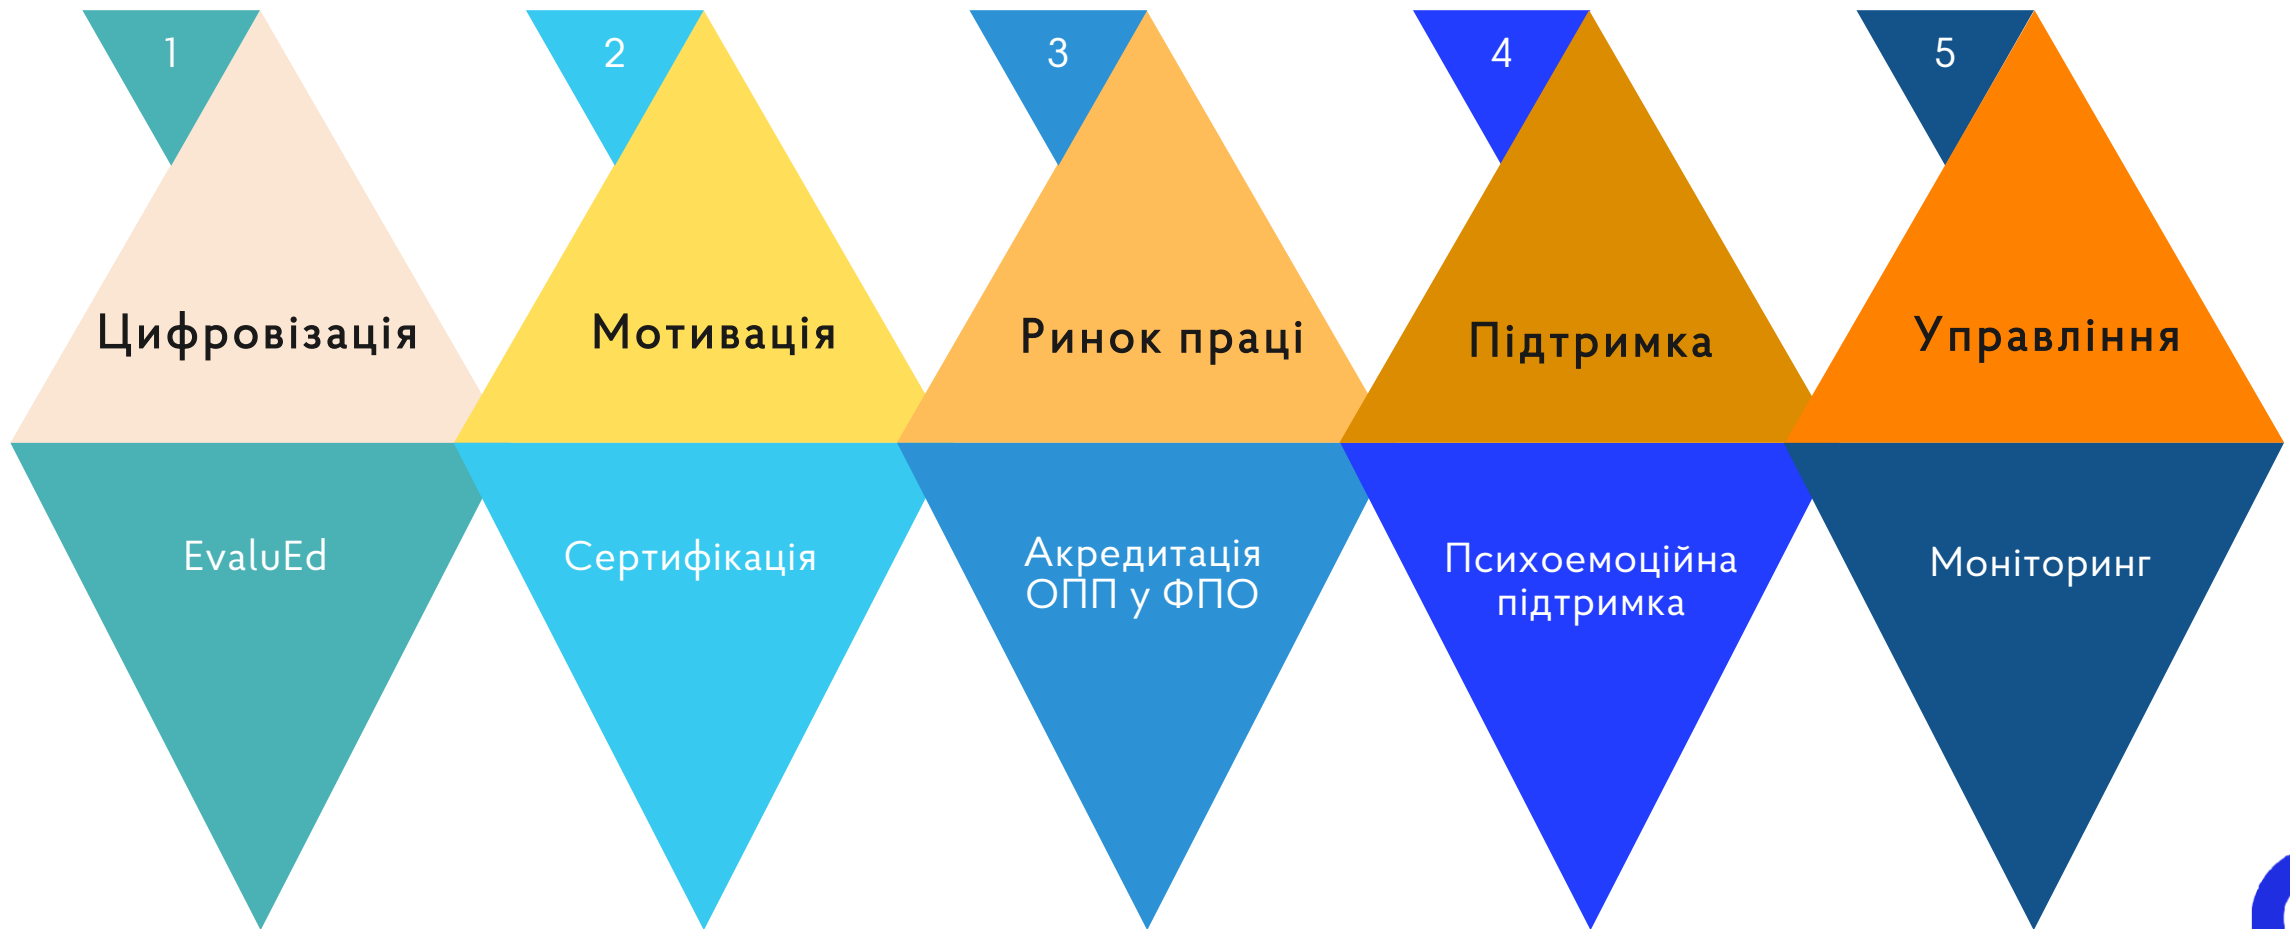 1
2
3
4
5
Цифровізація
Мотивація
Ринок праці
Підтримка
Управління
EvaluEd
Сертифікація
Акредитація
ОПП у ФПО
Психоемоційна
підтримка
Моніторинг